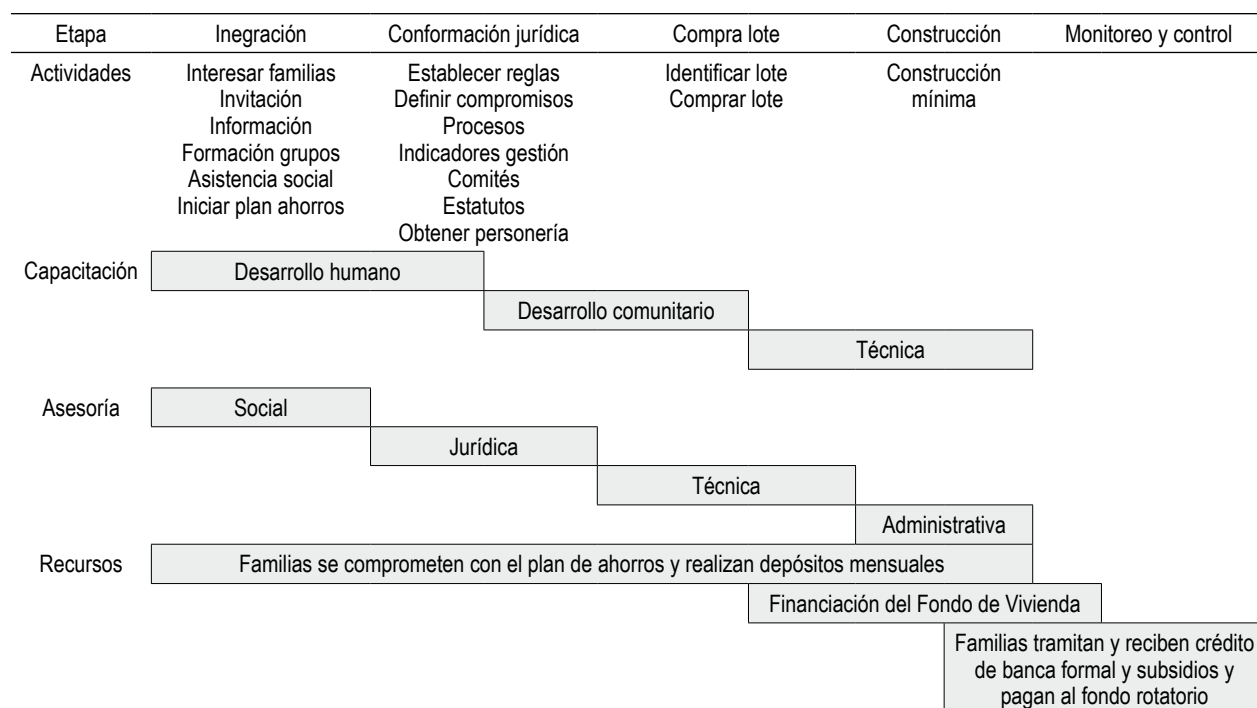 Etapa Inegración Conformación jurídica Compra lote Construcción Monitoreo y control
Actividades Interesar familias Establecer reglas Identificar lote Construcción
Invitación Definir compromisos Comprar lote mínima
Información Procesos
Formación grupos Indicadores gestión
Asistencia social Comités
Iniciar plan ahorros Estatutos
Obtener personería
Capacitación Desarrollo humano
Desarrollo comunitario
Técnica
Asesoría Social
Jurídica
Técnica
Administrativa
Recursos Familias se comprometen con el plan de ahorros y realizan depósitos mensuales
Financiación del Fondo de Vivienda
Familias tramitan y reciben crédito
de banca formal y subsidios y
pagan al fondo rotatorio